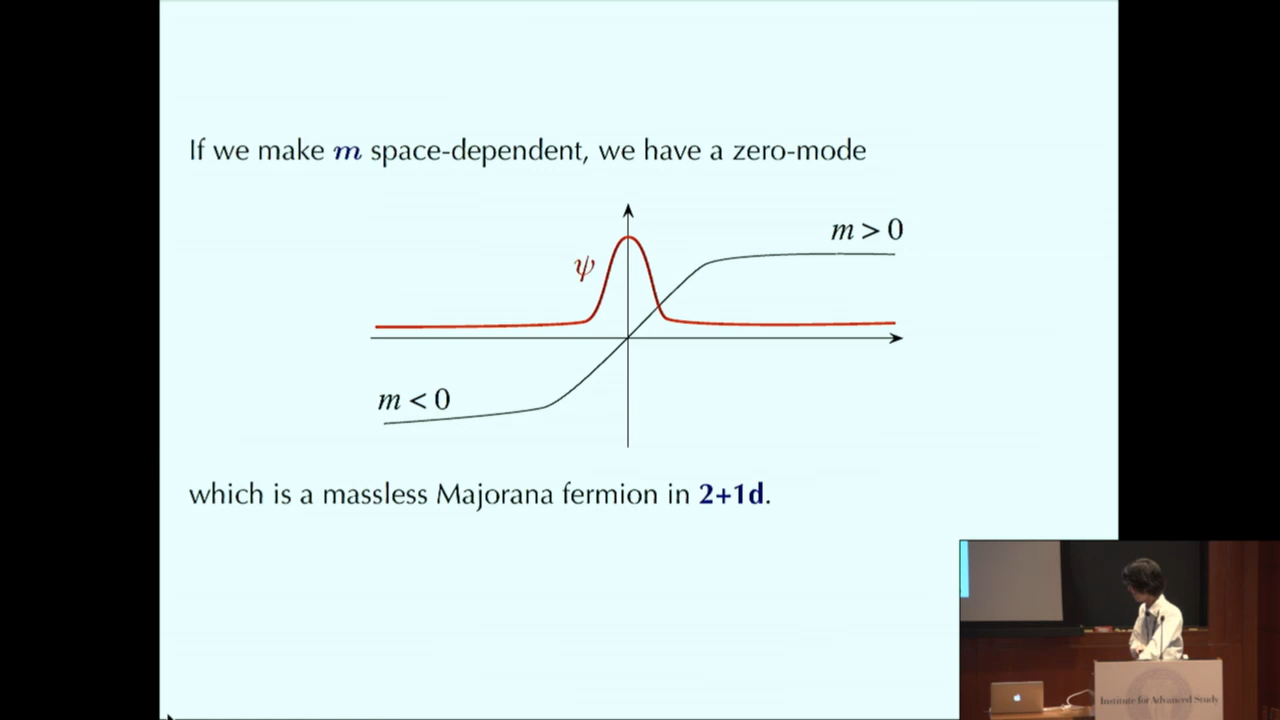 If we make m space-dependent, we have a zero-mode
m > 0
ψ
m < 0
which is a massless Majorana fermion in 2+1d.
Institute for Advanced Study